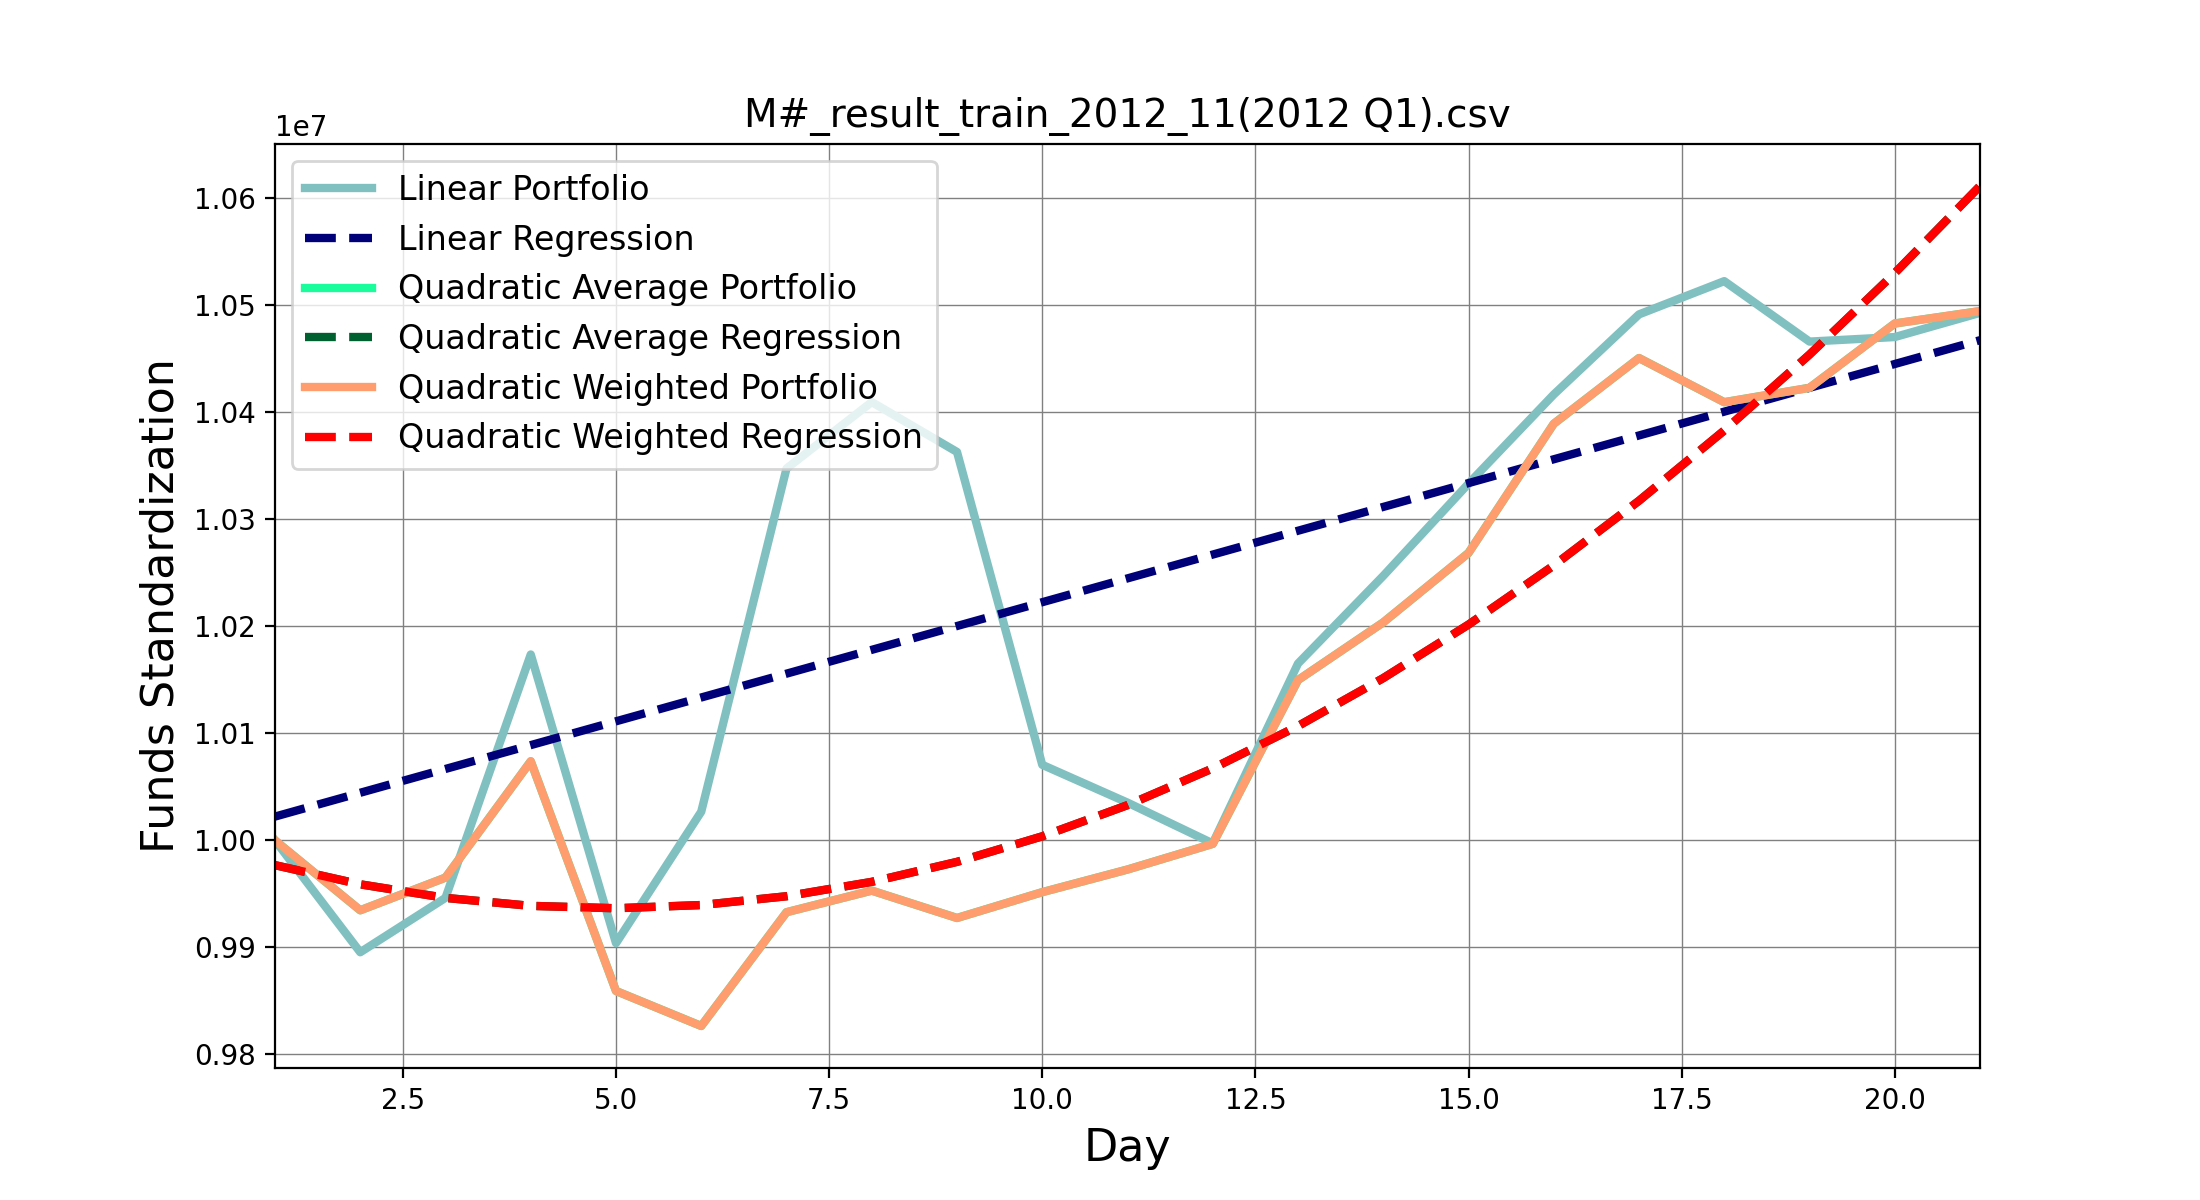 M#_result_train_2012_11(2012 Q1).csv
1e7
Linear Portfolio
Linear Regression
Quadratic Average Portfolio
Quadratic Average Regression
Quadratic Weighted Portfolio
Quadratic Weighted Regression
Funds Standardization
1.06
1.05
1.04
1.03
1.02
1.01
1.00
0.99
0.98
2.5 5.0 7.5 10.0 12.5 15.0 17.5 20.0
Day